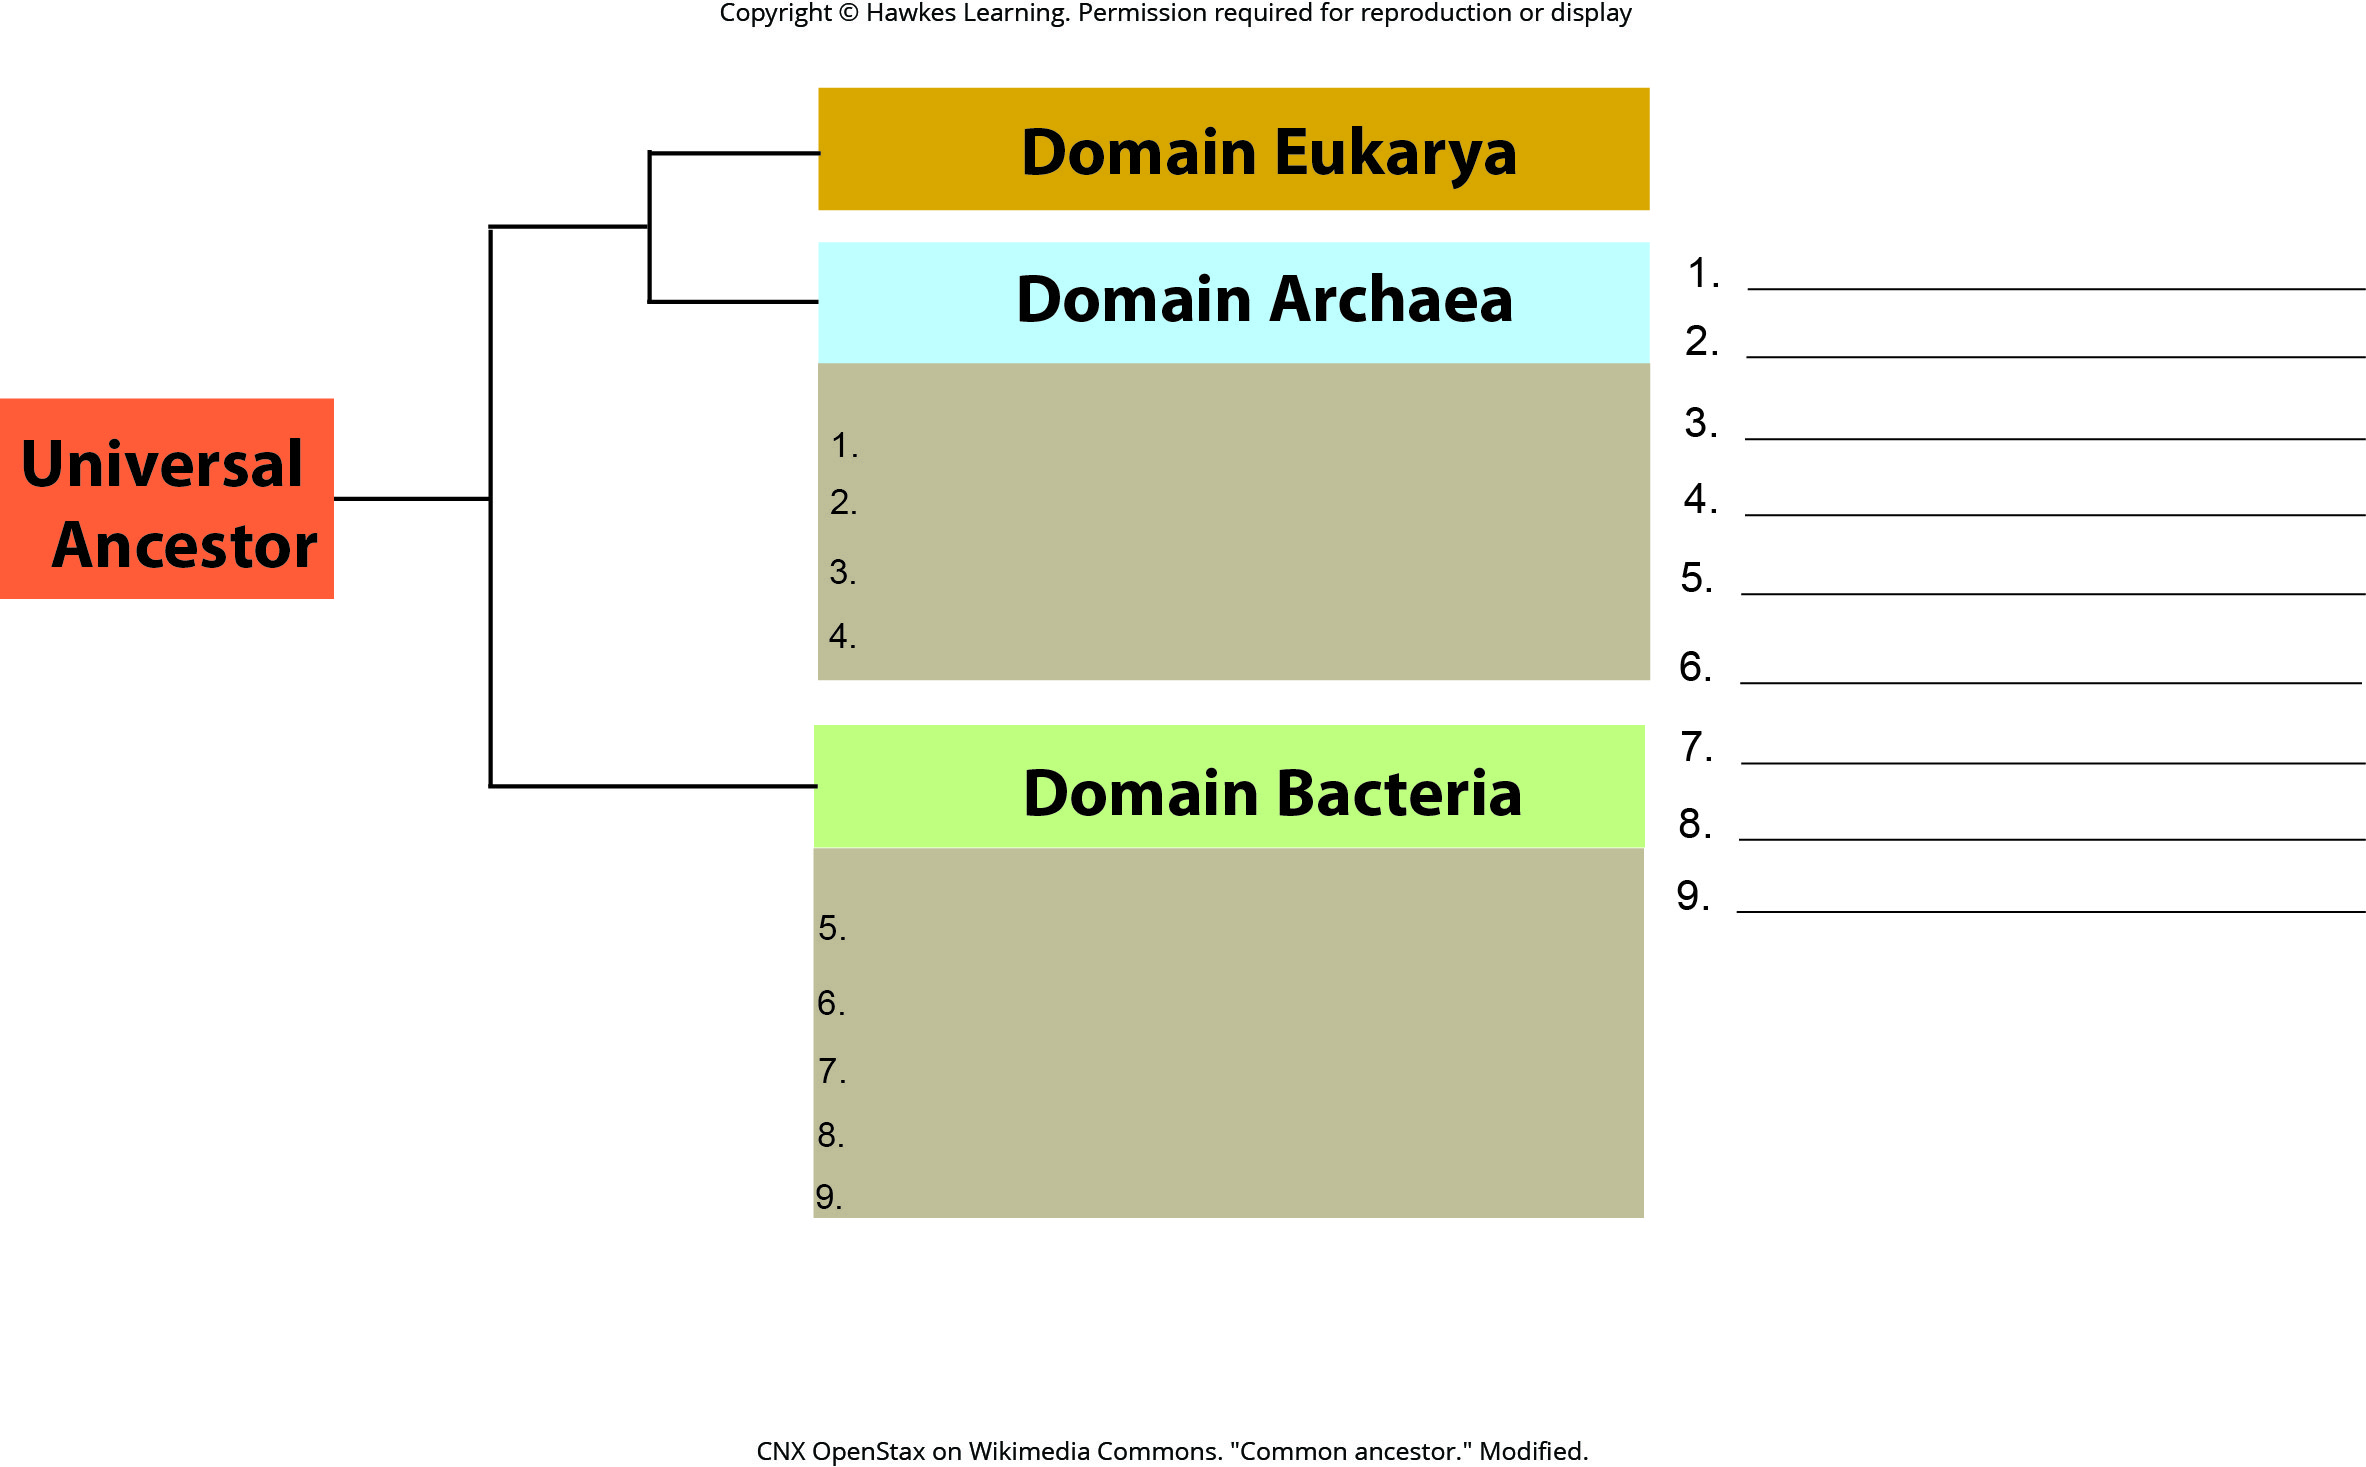 Copyright © Hawkes Learning. Permission required for reproduction or display
Domain Eukarya
Domain Archaea
1.
2.
3.
4.
Universal
Ancestor
Domain Bacteria
5.
6.
7.
8.
9.
1.
2.
3.
4.
5.
6.
7.
8.
9.
CNX OpenStax on Wikimedia Commons. "Common ancestor." Modified.